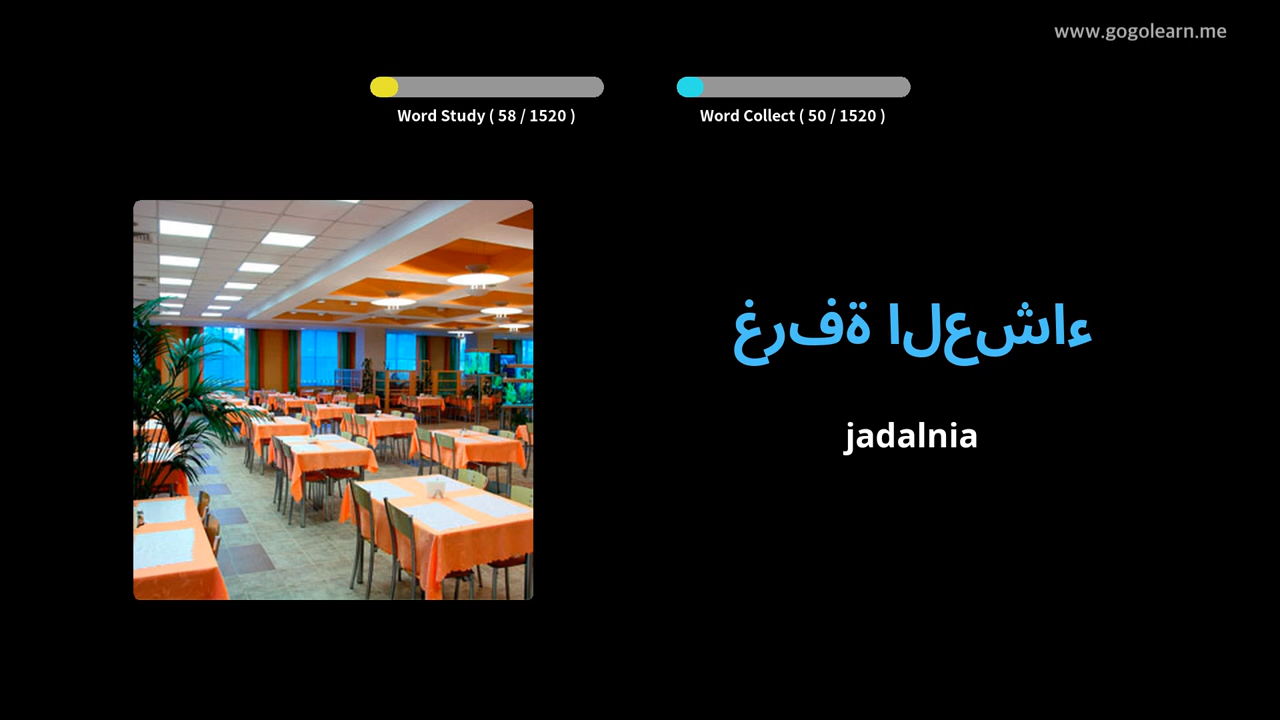 www.gogolearn.me
Word Study ( 58 / 1520 )
Word Collect ( 50 / 1520 )
غرفة العشاء
jadalnia